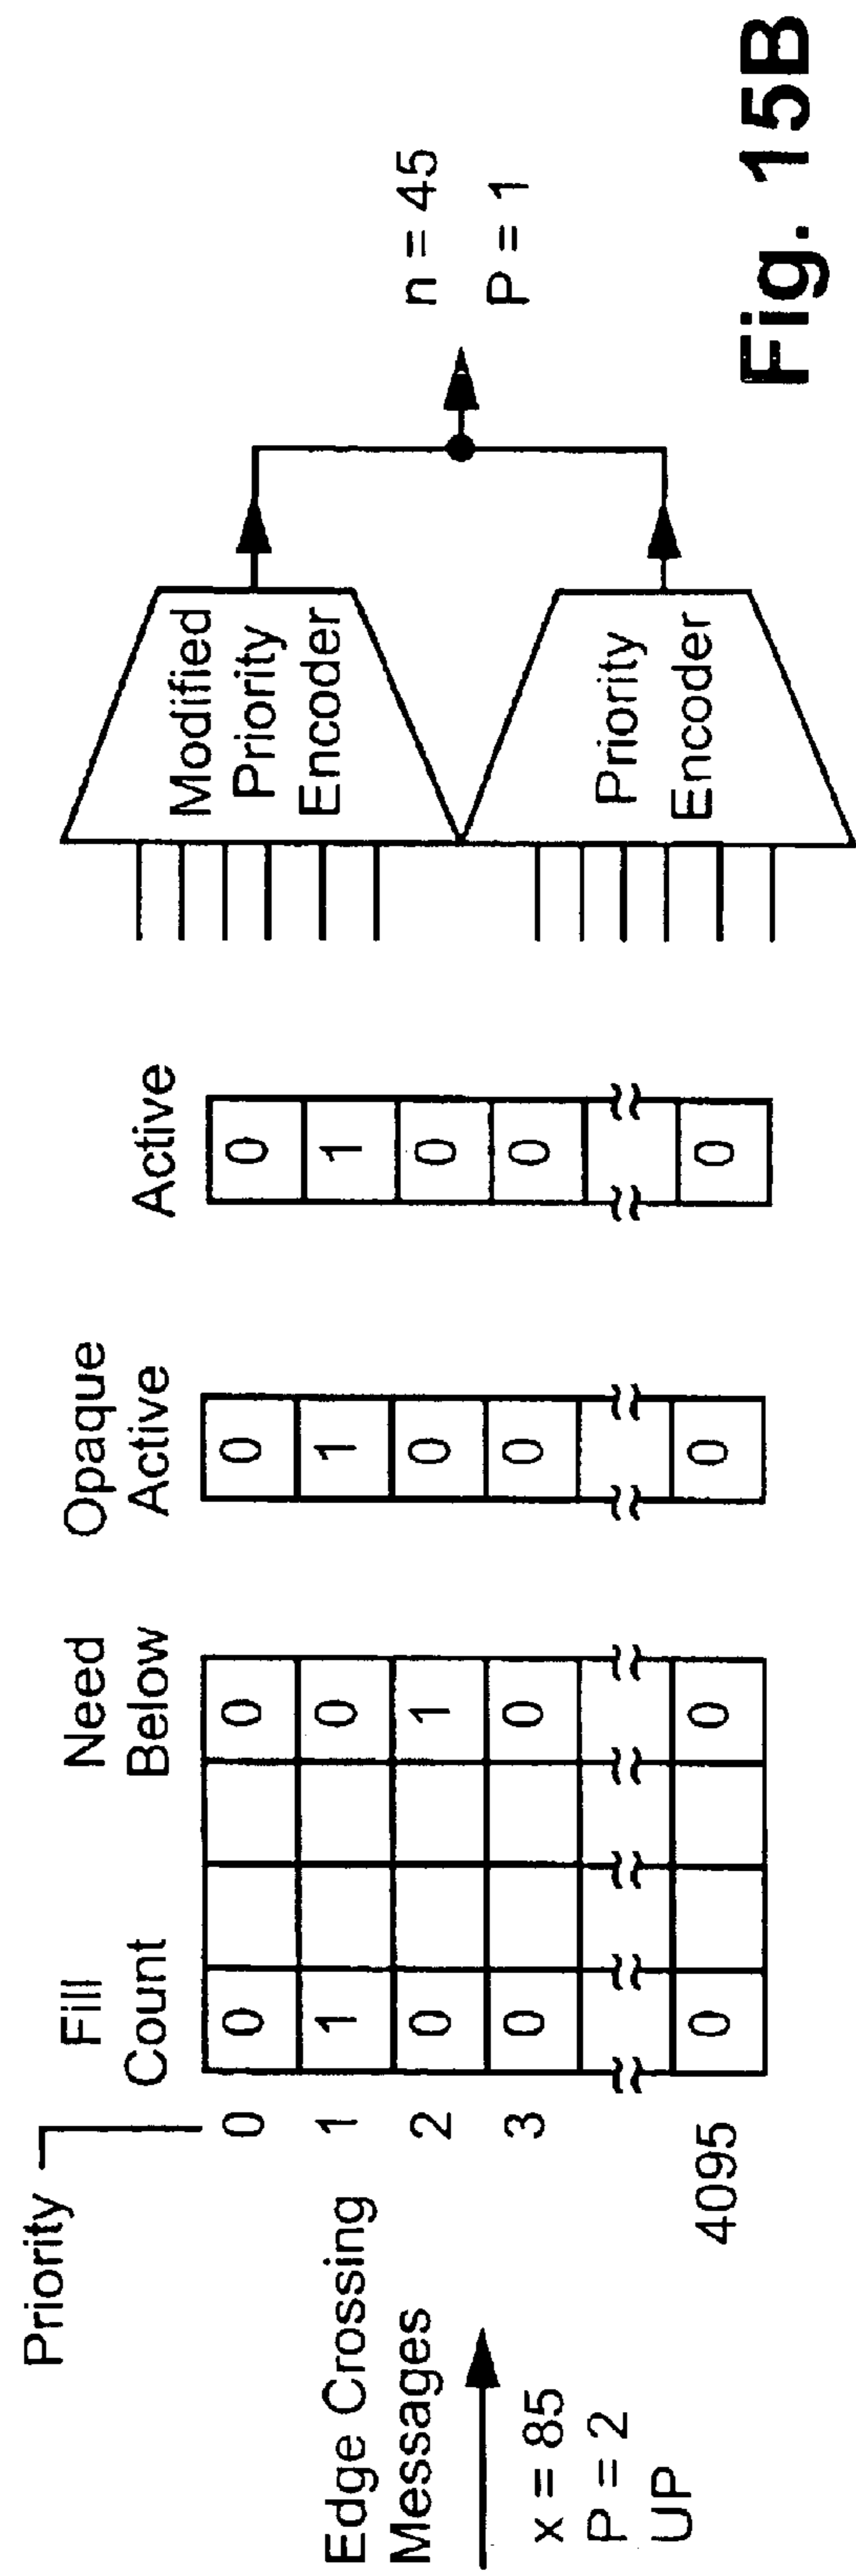 Priority
Fill
Count
Need
Below
Opaque
Active
Active
0 0 0 0 0
1 1 0 1 1
2 0 1 0 0
3 0 0 0 0
4095 0 0 0 0
Edge Crossing
Messages
x = 85
P = 2
UP
Modified
Priority
Encoder
Priority
Encoder
n = 45
P = 1
Fig. 15B